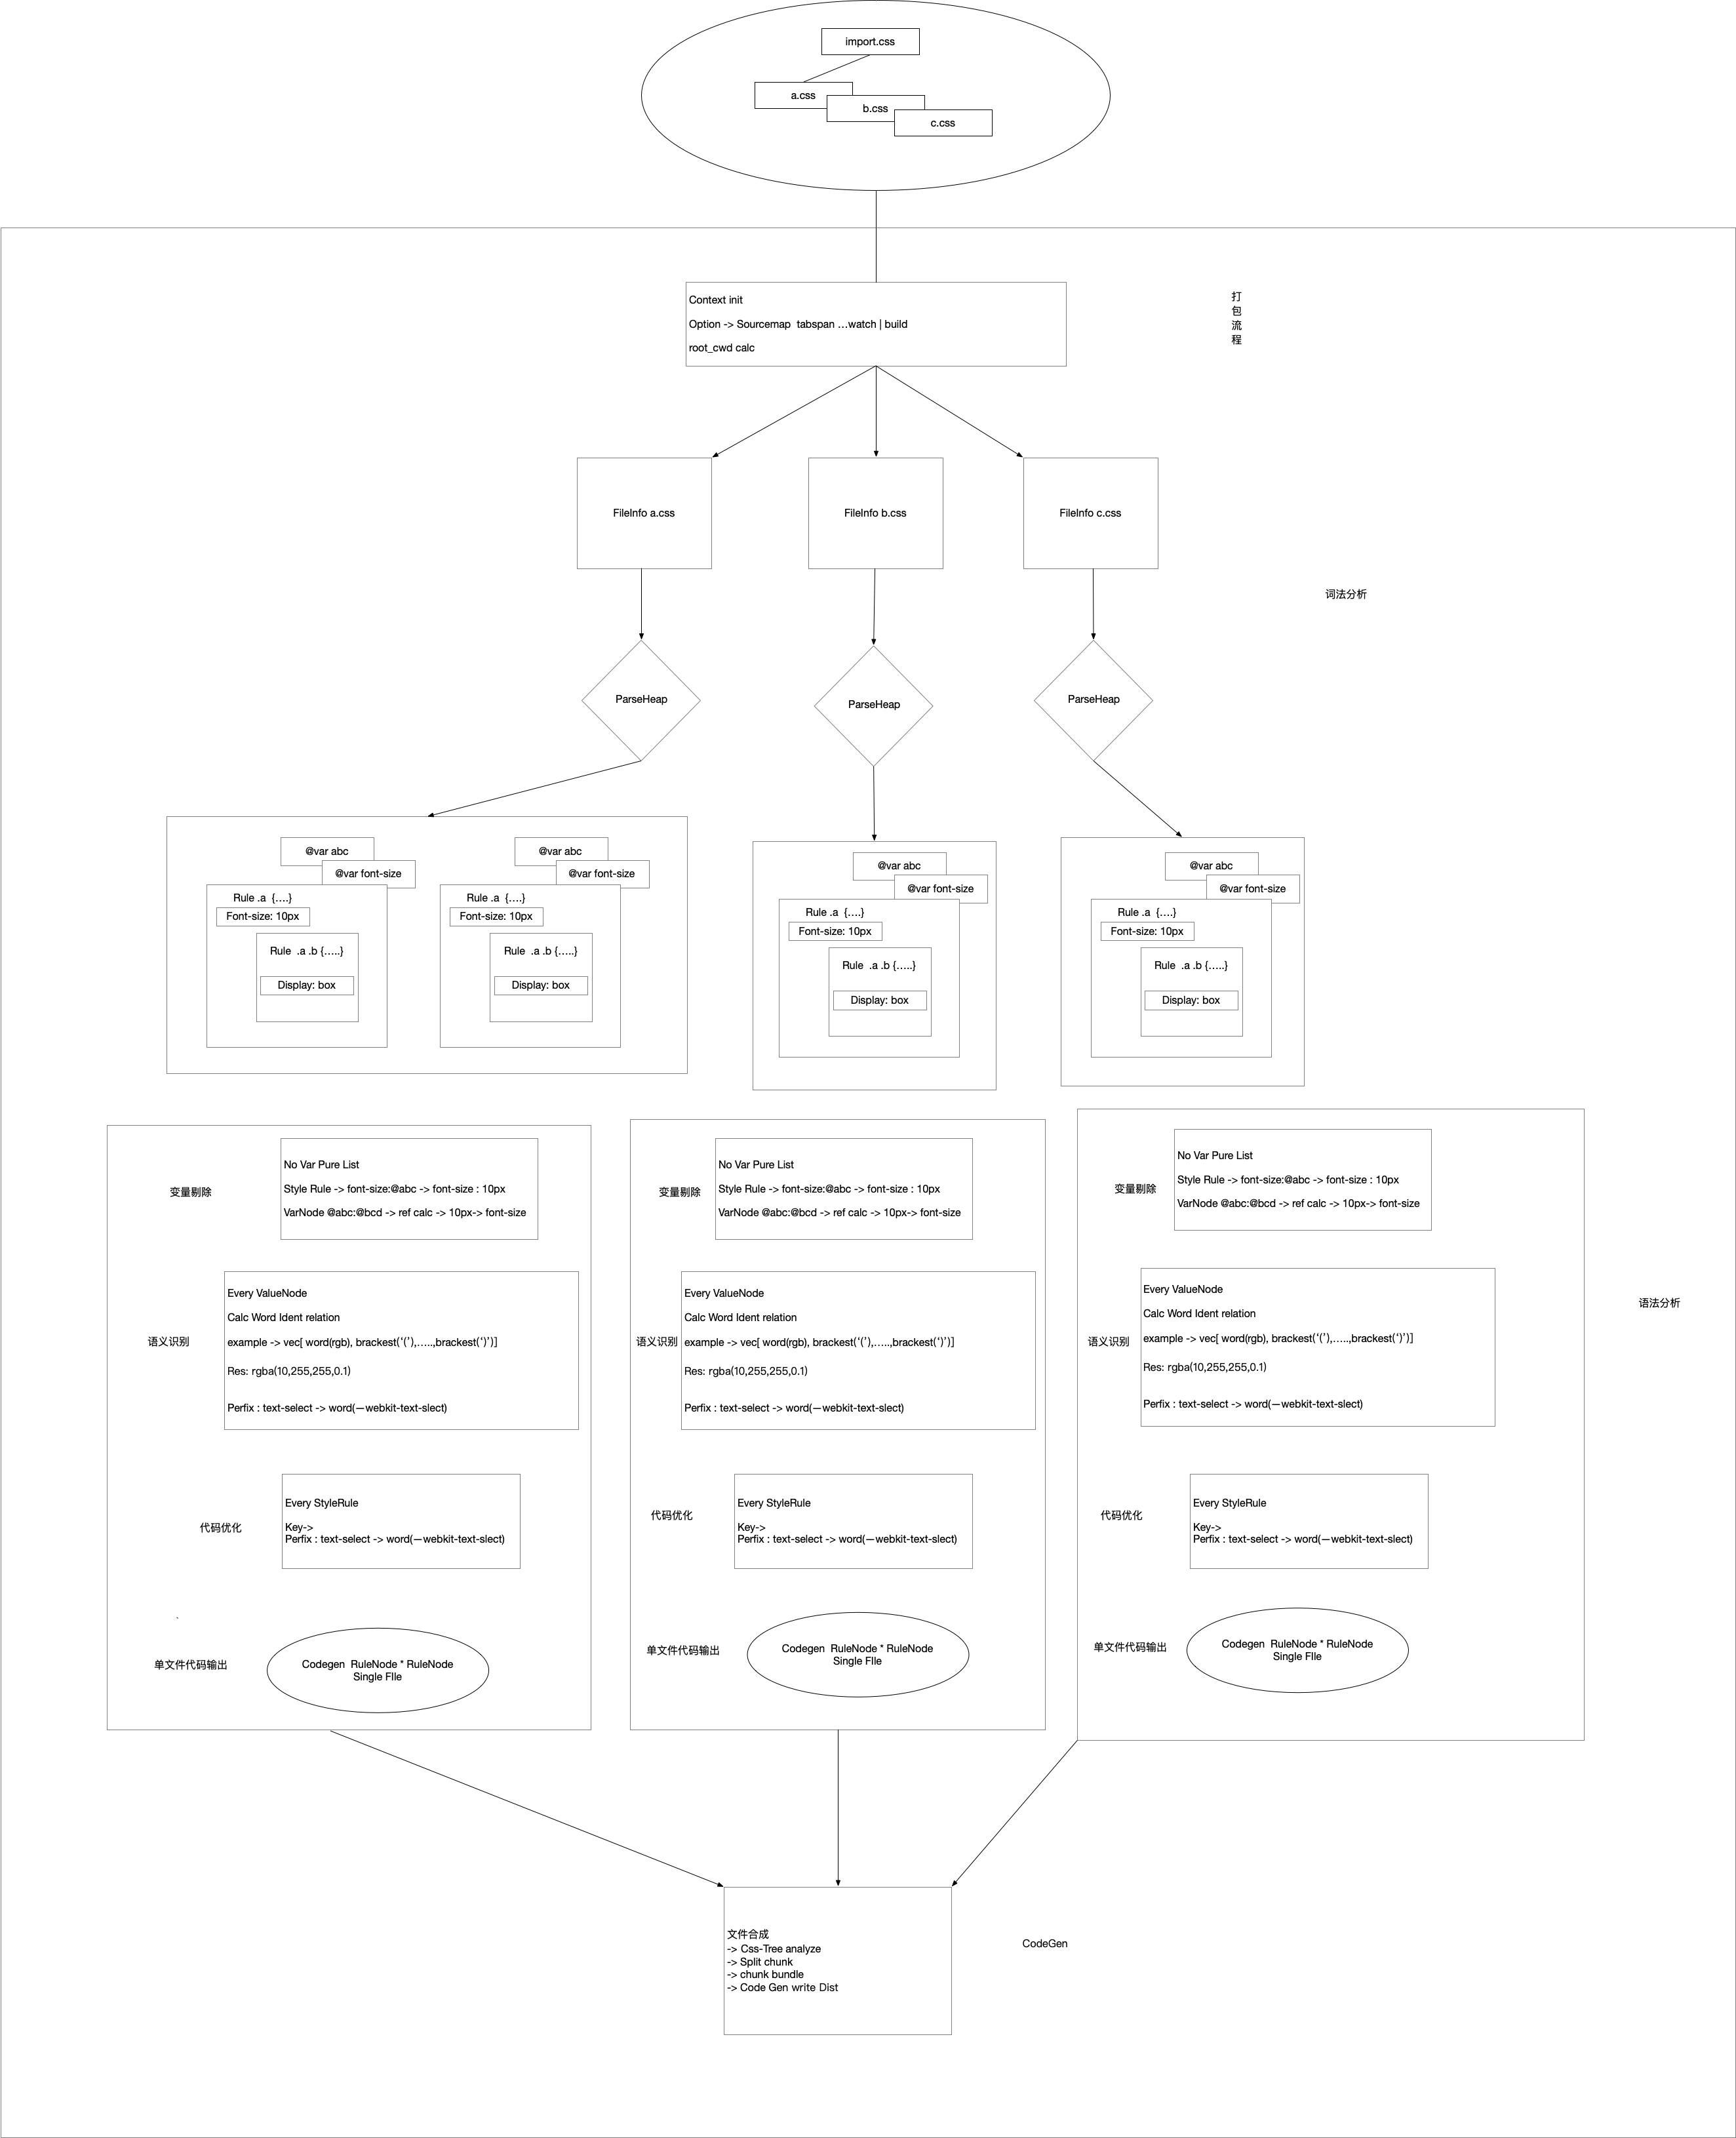 import.css
a.css
b.css
c.css
Context init
Option -> Sourcemap  tabspan ...watch | build
root_cwd calc
打
包
流
程
FileInfo a.css
FileInfo b.css
FileInfo c.css
词法分析
ParseHeap
ParseHeap
ParseHeap
@var abc
@var font-size
Rule .a  {....}
Font-size: 10px
Rule  .a .b {.....}
Display: box
@var abc
@var font-size
Rule .a  {....}
Font-size: 10px
Rule  .a .b {.....}
Display: box
@var abc
@var font-size
Rule .a  {....}
Font-size: 10px
Rule  .a .b {.....}
Display: box
@var abc
@var font-size
Rule .a  {....}
Font-size: 10px
Rule  .a .b {.....}
Display: box
变量剔除
No Var Pure List
Style Rule -> font-size:@abc -> font-size : 10px
VarNode @abc:@bcd -> ref calc -> 10px-> font-size
语义识别
Every ValueNode
Calc Word Ident relation
example -> vec[ word(rgb), brackest(‘(’),…..,brackest(‘)’)]
Res: rgba(10,255,255,0.1)
Perfix : text-select -> word(—webkit-text-slect)
代码优化
Every StyleRule
Key->
Perfix : text-select -> word(—webkit-text-slect)
、
单文件代码输出
Codegen  RuleNode * RuleNode
Single FIle
变量剔除
No Var Pure List
Style Rule -> font-size:@abc -> font-size : 10px
VarNode @abc:@bcd -> ref calc -> 10px-> font-size
语义识别
Every ValueNode
Calc Word Ident relation
example -> vec[ word(rgb), brackest(‘(’),…..,brackest(‘)’)]
Res: rgba(10,255,255,0.1)
Perfix : text-select -> word(—webkit-text-slect)
代码优化
Every StyleRule
Key->
Perfix : text-select -> word(—webkit-text-slect)
单文件代码输出
Codegen  RuleNode * RuleNode
Single FIle
变量剔除
No Var Pure List
Style Rule -> font-size:@abc -> font-size : 10px
VarNode @abc:@bcd -> ref calc -> 10px-> font-size
语义识别
Every ValueNode
Calc Word Ident relation
example -> vec[ word(rgb), brackest(‘(’),…..,brackest(‘)’)]
Res: rgba(10,255,255,0.1)
Perfix : text-select -> word(—webkit-text-slect)
代码优化
Every StyleRule
Key->
Perfix : text-select -> word(—webkit-text-slect)
单文件代码输出
Codegen  RuleNode * RuleNode
Single FIle
语法分析
文件合成
-> Css-Tree analyze
-> Split chunk
-> chunk bundle
-> Code Gen write Dist
CodeGen